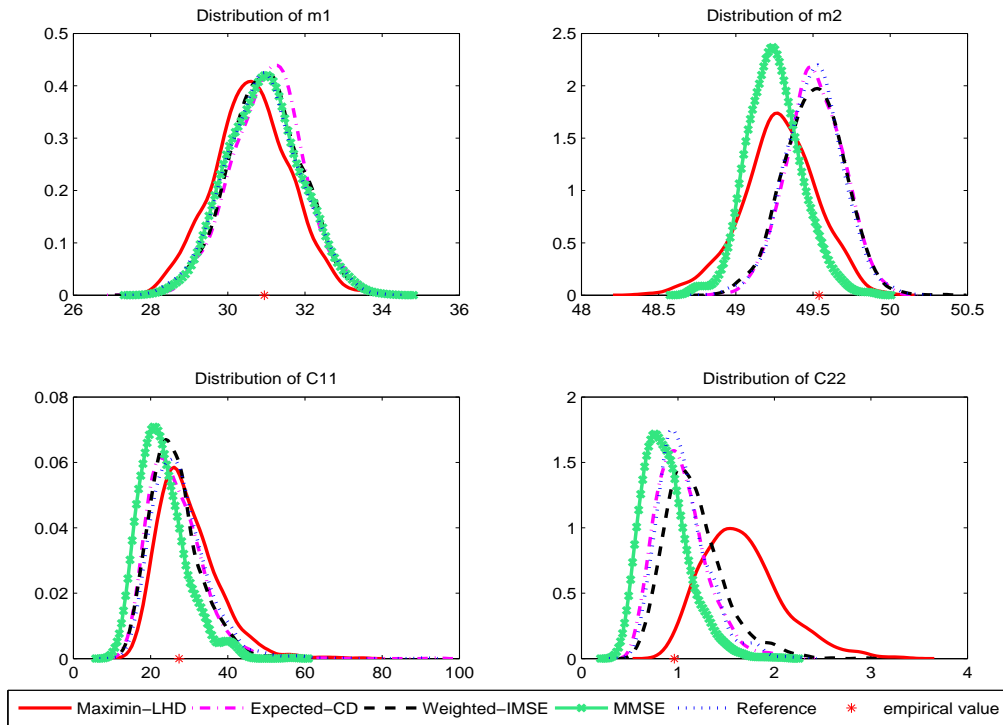 Distribution of m1
0.5
0.4
0.3
0.2
0.1
0
26 28 30 32 34 36
Distribution of m2
2.5
2
1.5
1
0.5
0
48 48.5 49 49.5 50 50.5
Distribution of C11
0.08
0.06
0.04
0.02
0
0 20 40 60 80 100
Distribution of C22
2
1.5
1
0.5
0
0 1 2 3 4
Maximin−LHD Expected−CD Weighted−IMSE MMSE Reference empirical value